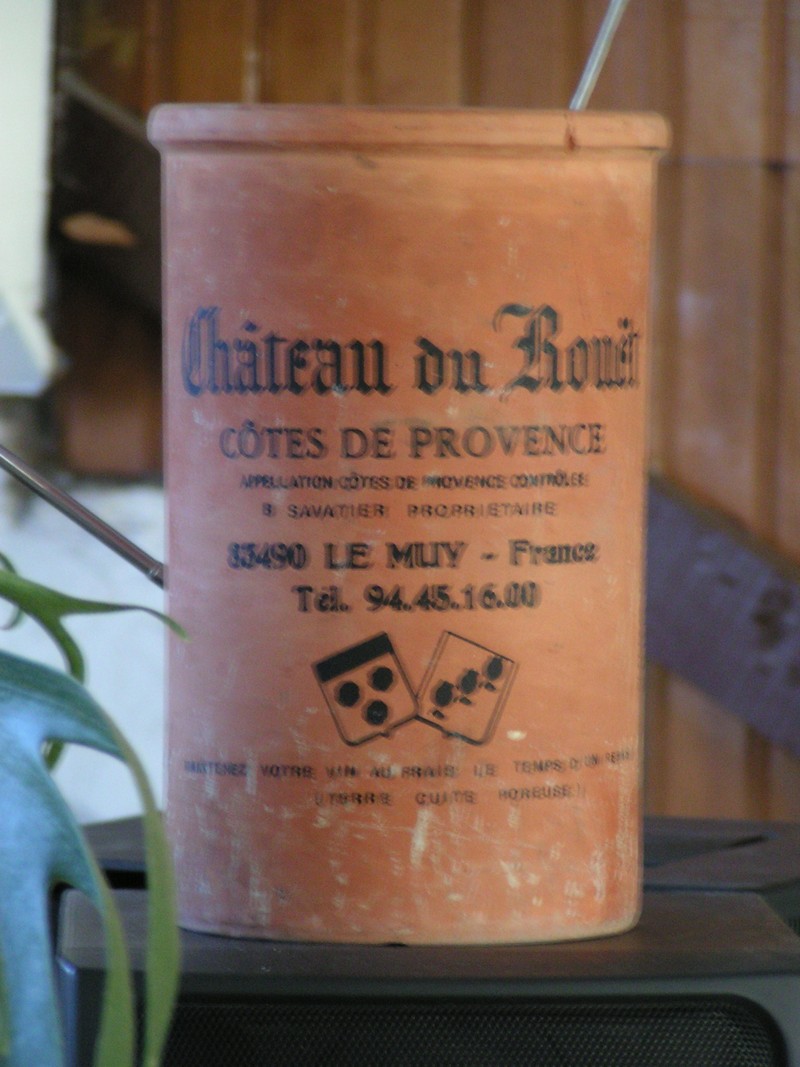 Château du Rouët
CÔTES DE PROVENCE
APPELLATION CÔTES DE PROVENCE CONTRÔLÉE
B SAVATIER PROPRIETAIRE
83490 LE MUY - France
Tél. 94.45.16.00
MAINTENEZ VOTRE VIN AU FRAIS LE TEMPS D'UN REPAS
(TERRE CUITE POREUSE)